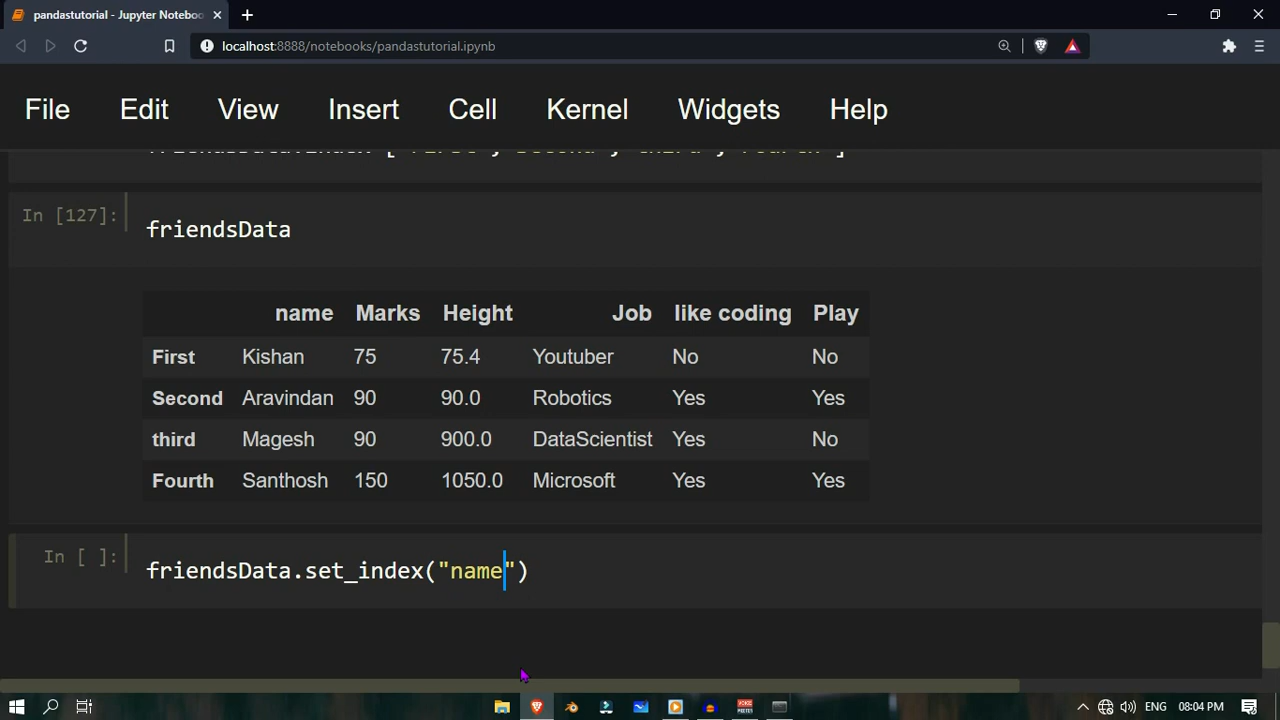 pandastutorial - Jupyter Noteboo
localhost:8888/notebooks/pandastutorial.ipynb
File Edit View Insert Cell Kernel Widgets Help
In [127]: friendsData
name Marks Height Job like coding Play
First Kishan 75 75.4 Youtuber No No
Second Aravindan 90 90.0 Robotics Yes Yes
third Magesh 90 900.0 DataScientist Yes No
Fourth Santhosh 150 1050.0 Microsoft Yes Yes
In [ ]: friendsData.set_index("name")
ENG 08:04 PM